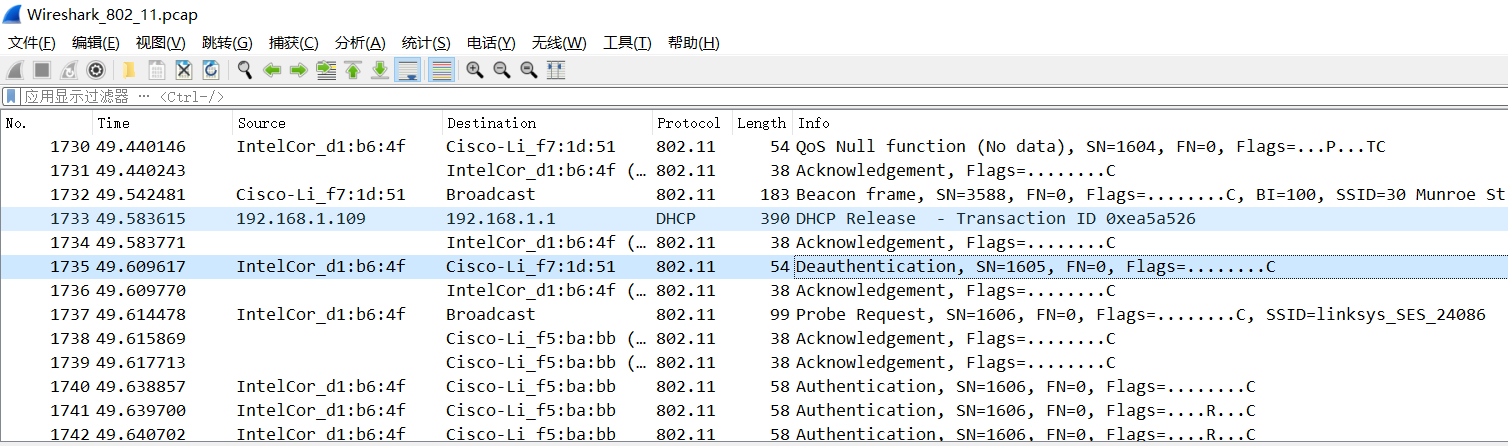 Wireshark_802_11.pcap
文件(F) 编辑(E) 视图(V) 跳转(G) 捕获(C) 分析(A) 统计(S) 电话(Y) 无线(W) 工具(T) 帮助(H)
应用显示过滤器 … <Ctrl-/>
No. Time Source Destination Protocol Length Info
1730 49.440146 IntelCor_d1:b6:4f Cisco-Li_f7:1d:51 802.11 54 QoS Null function (No data), SN=1604, FN=0, Flags=...P...TC
1731 49.440243 IntelCor_d1:b6:4f (… 802.11 38 Acknowledgement, Flags=........C
1732 49.542481 Cisco-Li_f7:1d:51 Broadcast 802.11 183 Beacon frame, SN=3588, FN=0, Flags=........C, BI=100, SSID=30 Munroe St
1733 49.583615 192.168.1.109 192.168.1.1 DHCP 390 DHCP Release  - Transaction ID 0xea5a526
1734 49.583771 IntelCor_d1:b6:4f (… 802.11 38 Acknowledgement, Flags=........C
1735 49.609617 IntelCor_d1:b6:4f Cisco-Li_f7:1d:51 802.11 54 Deauthentication, SN=1605, FN=0, Flags=........C
1736 49.609770 IntelCor_d1:b6:4f (… 802.11 38 Acknowledgement, Flags=........C
1737 49.614478 IntelCor_d1:b6:4f Broadcast 802.11 99 Probe Request, SN=1606, FN=0, Flags=........C, SSID=linksys_SES_24086
1738 49.615869 Cisco-Li_f5:ba:bb (… 802.11 38 Acknowledgement, Flags=........C
1739 49.617713 Cisco-Li_f5:ba:bb (… 802.11 38 Acknowledgement, Flags=........C
1740 49.638857 IntelCor_d1:b6:4f Cisco-Li_f5:ba:bb 802.11 58 Authentication, SN=1606, FN=0, Flags=........C
1741 49.639700 IntelCor_d1:b6:4f Cisco-Li_f5:ba:bb 802.11 58 Authentication, SN=1606, FN=0, Flags=....R...C
1742 49.640702 IntelCor_d1:b6:4f Cisco-Li_f5:ba:bb 802.11 58 Authentication, SN=1606, FN=0, Flags=....R...C